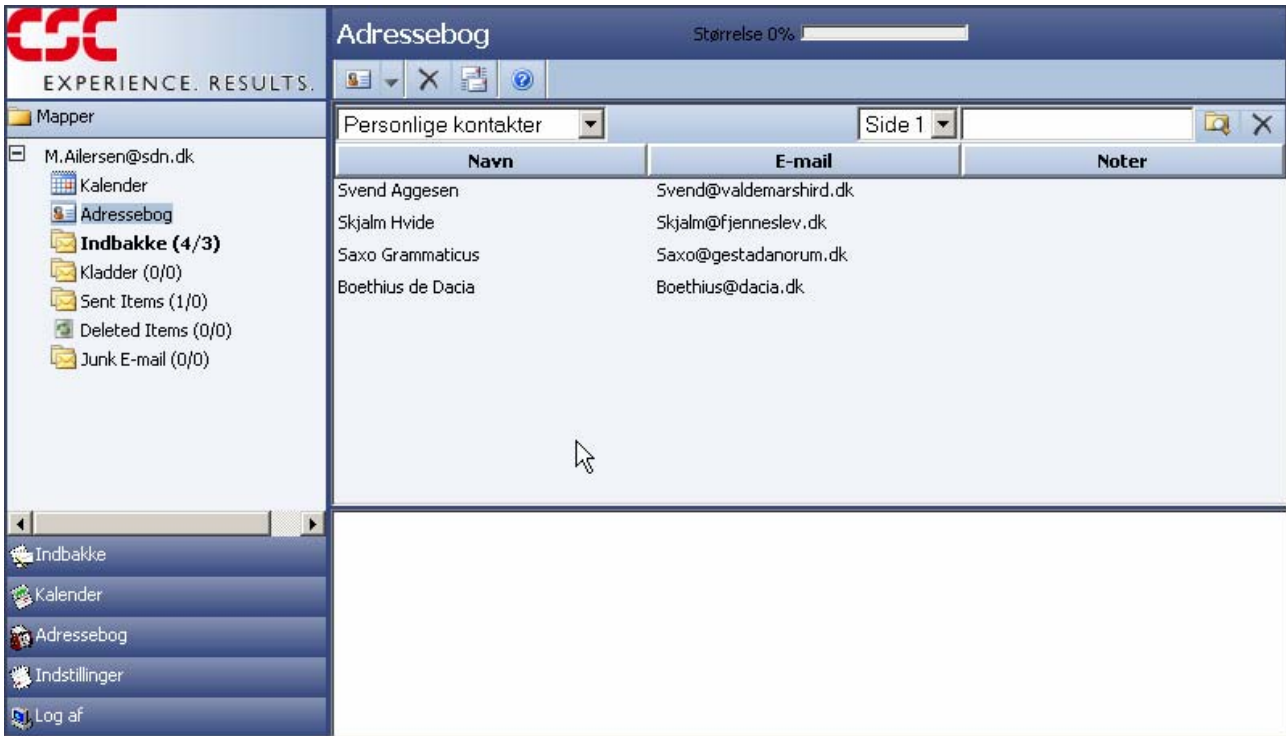 CSC
EXPERIENCE. RESULTS.
Mapper
M.Ailersen@sdn.dk
Kalender
Adressebog
Indbakke (4/3)
Kladder (0/0)
Sent Items (1/0)
Deleted Items (0/0)
Junk E-mail (0/0)
Indbakke
Kalender
Adressebog
Indstillinger
Log af
Adressebog Størrelse 0%
Personlige kontakter Side 1
Navn E-mail Noter
Svend Aggesen Svend@valdemarshird.dk
Skjalm Hvide Skjalm@fjenneslev.dk
Saxo Grammaticus Saxo@gestadanorum.dk
Boethius de Dacia Boethius@dacia.dk